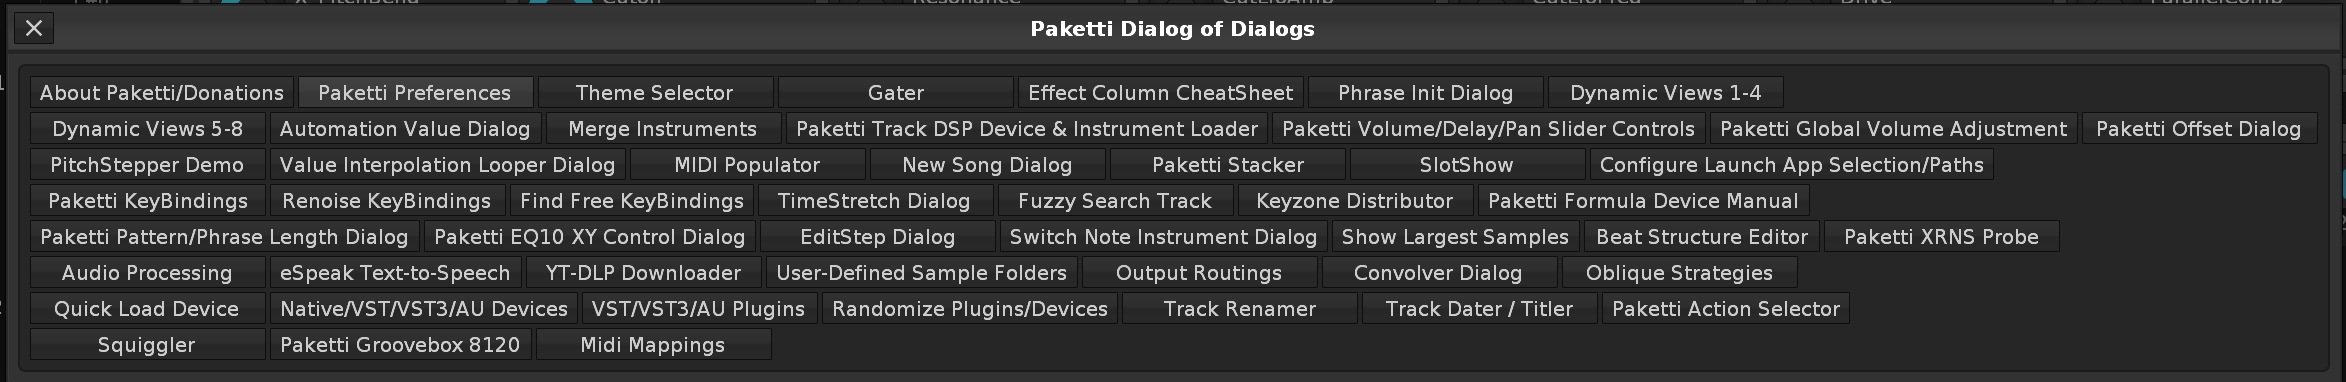 Paketti Dialog of Dialogs
About Paketti/Donations Paketti Preferences Theme Selector Gater Effect Column CheatSheet Phrase Init Dialog Dynamic Views 1-4
Dynamic Views 5-8 Automation Value Dialog Merge Instruments Paketti Track DSP Device & Instrument Loader Paketti Volume/Delay/Pan Slider Controls Paketti Global Volume Adjustment Paketti Offset Dialog
PitchStepper Demo Value Interpolation Looper Dialog MIDI Populator New Song Dialog Paketti Stacker SlotShow Configure Launch App Selection/Paths
Paketti KeyBindings Renoise KeyBindings Find Free KeyBindings TimeStretch Dialog Fuzzy Search Track Keyzone Distributor Paketti Formula Device Manual
Paketti Pattern/Phrase Length Dialog Paketti EQ10 XY Control Dialog EditStep Dialog Switch Note Instrument Dialog Show Largest Samples Beat Structure Editor Paketti XRNS Probe
Audio Processing eSpeak Text-to-Speech YT-DLP Downloader User-Defined Sample Folders Output Routings Convolver Dialog Oblique Strategies
Quick Load Device Native/VST/VST3/AU Devices VST/VST3/AU Plugins Randomize Plugins/Devices Track Renamer Track Dater / Titler Paketti Action Selector
Squiggler Paketti Groovebox 8120 Midi Mappings